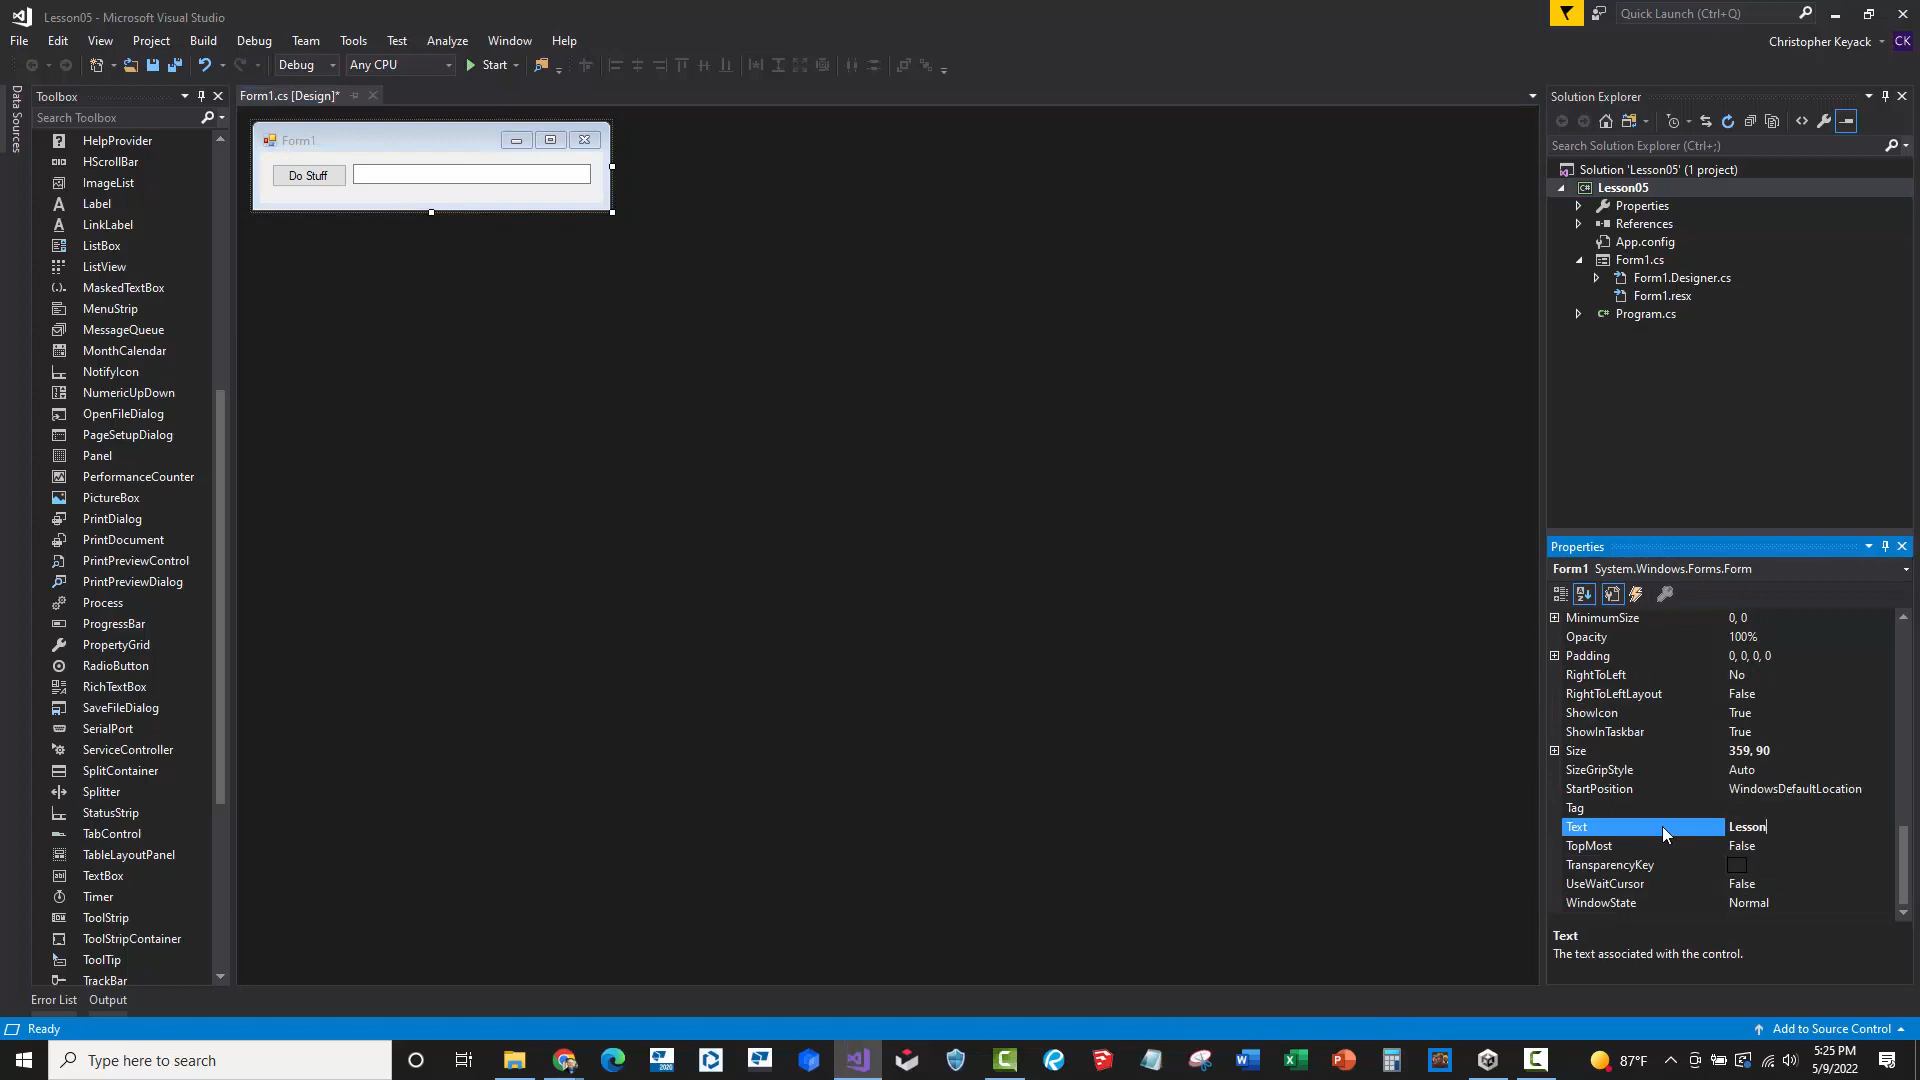 Lesson05 - Microsoft Visual Studio
Quick Launch (Ctrl+Q)
File Edit View Project Build Debug Team Tools Test Analyze Window Help
Christopher Keyack CK
Debug Any CPU Start
Data Sources
Toolbox
Search Toolbox
HelpProvider
HScrollBar
ImageList
Label
LinkLabel
ListBox
ListView
MaskedTextBox
MenuStrip
MessageQueue
MonthCalendar
NotifyIcon
NumericUpDown
OpenFileDialog
PageSetupDialog
Panel
PerformanceCounter
PictureBox
PrintDialog
PrintDocument
PrintPreviewControl
PrintPreviewDialog
Process
ProgressBar
PropertyGrid
RadioButton
RichTextBox
SaveFileDialog
SerialPort
ServiceController
SplitContainer
Splitter
StatusStrip
TabControl
TableLayoutPanel
TextBox
Timer
ToolStrip
ToolStripContainer
ToolTip
TrackBar
Form1.cs [Design]*
Form1
Do Stuff
Solution Explorer
Search Solution Explorer (Ctrl+;)
Solution 'Lesson05' (1 project)
Lesson05
Properties
References
App.config
Form1.cs
Form1.Designer.cs
Form1.resx
Program.cs
Properties
Form1 System.Windows.Forms.Form
MinimumSize 0, 0
Opacity 100%
Padding 0, 0, 0, 0
RightToLeft No
RightToLeftLayout False
ShowIcon True
ShowInTaskbar True
Size 359, 90
SizeGripStyle Auto
StartPosition WindowsDefaultLocation
Tag
Text Lesson
TopMost False
TransparencyKey
UseWaitCursor False
WindowState Normal
Text
The text associated with the control.
Error List Output
Ready
Add to Source Control
Type here to search
87°F
5:25 PM
5/9/2022